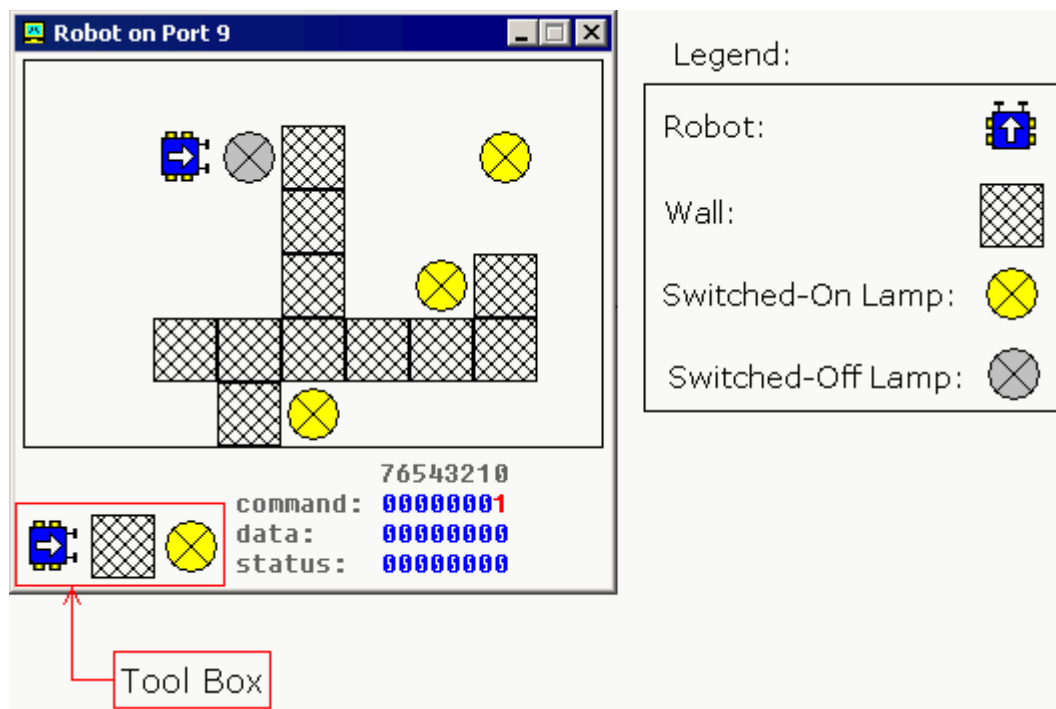 Robot on Port 9
Legend:
Robot:
Wall:
Switched-On Lamp:
Switched-Off Lamp:
76543210
command: 00000001
data: 00000000
status: 00000000
Tool Box